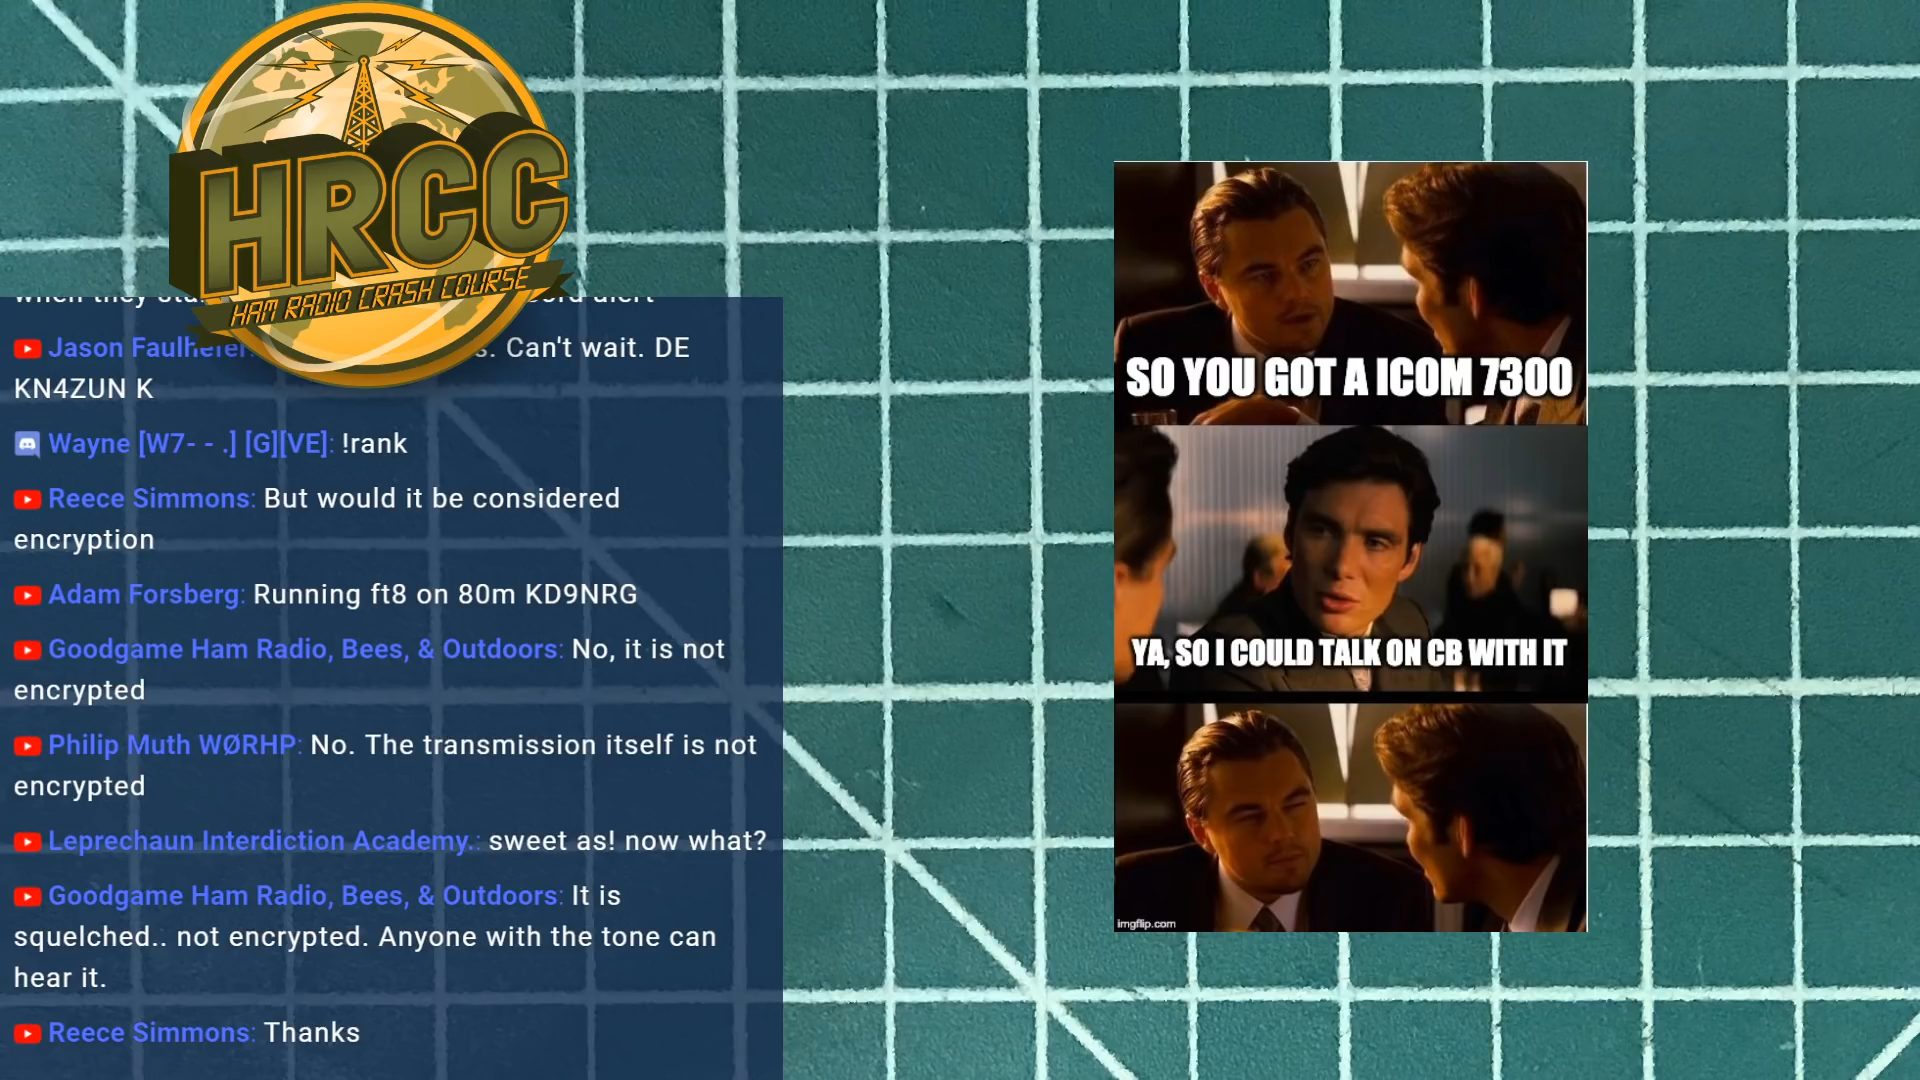 HRCC
HAM RADIO CRASH COURSE
alert
Jason Faulhefer: s. Can't wait. DE
KN4ZUN K
Wayne [W7- - .] [G][VE]: !rank
Reece Simmons: But would it be considered
encryption
Adam Forsberg: Running ft8 on 80m KD9NRG
Goodgame Ham Radio, Bees, & Outdoors: No, it is not
encrypted
Philip Muth WØRHP: No. The transmission itself is not
encrypted
Leprechaun Interdiction Academy.: sweet as! now what?
Goodgame Ham Radio, Bees, & Outdoors: It is
squelched.. not encrypted. Anyone with the tone can
hear it.
Reece Simmons: Thanks
SO YOU GOT A ICOM 7300
YA, SO I COULD TALK ON CB WITH IT
imgflip.com